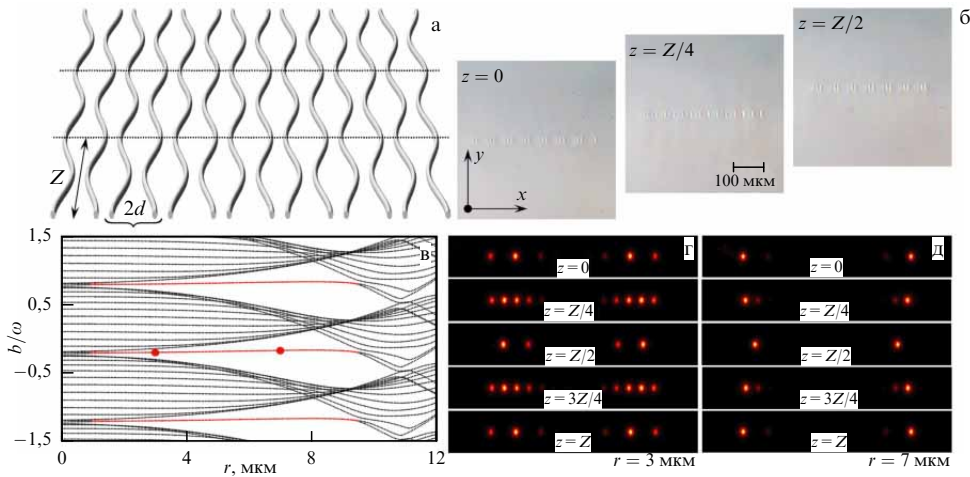 а
Z
2d
б
z = 0
z = Z/4
z = Z/2
y
x
100 мкм
в
1,5
0,5
−0,5
−1,5
b/ω
0
4
8
12
r, мкм
г
z = 0
z = Z/4
z = Z/2
z = 3Z/4
z = Z
r = 3 мкм
д
z = 0
z = Z/4
z = Z/2
z = 3Z/4
z = Z
r = 7 мкм